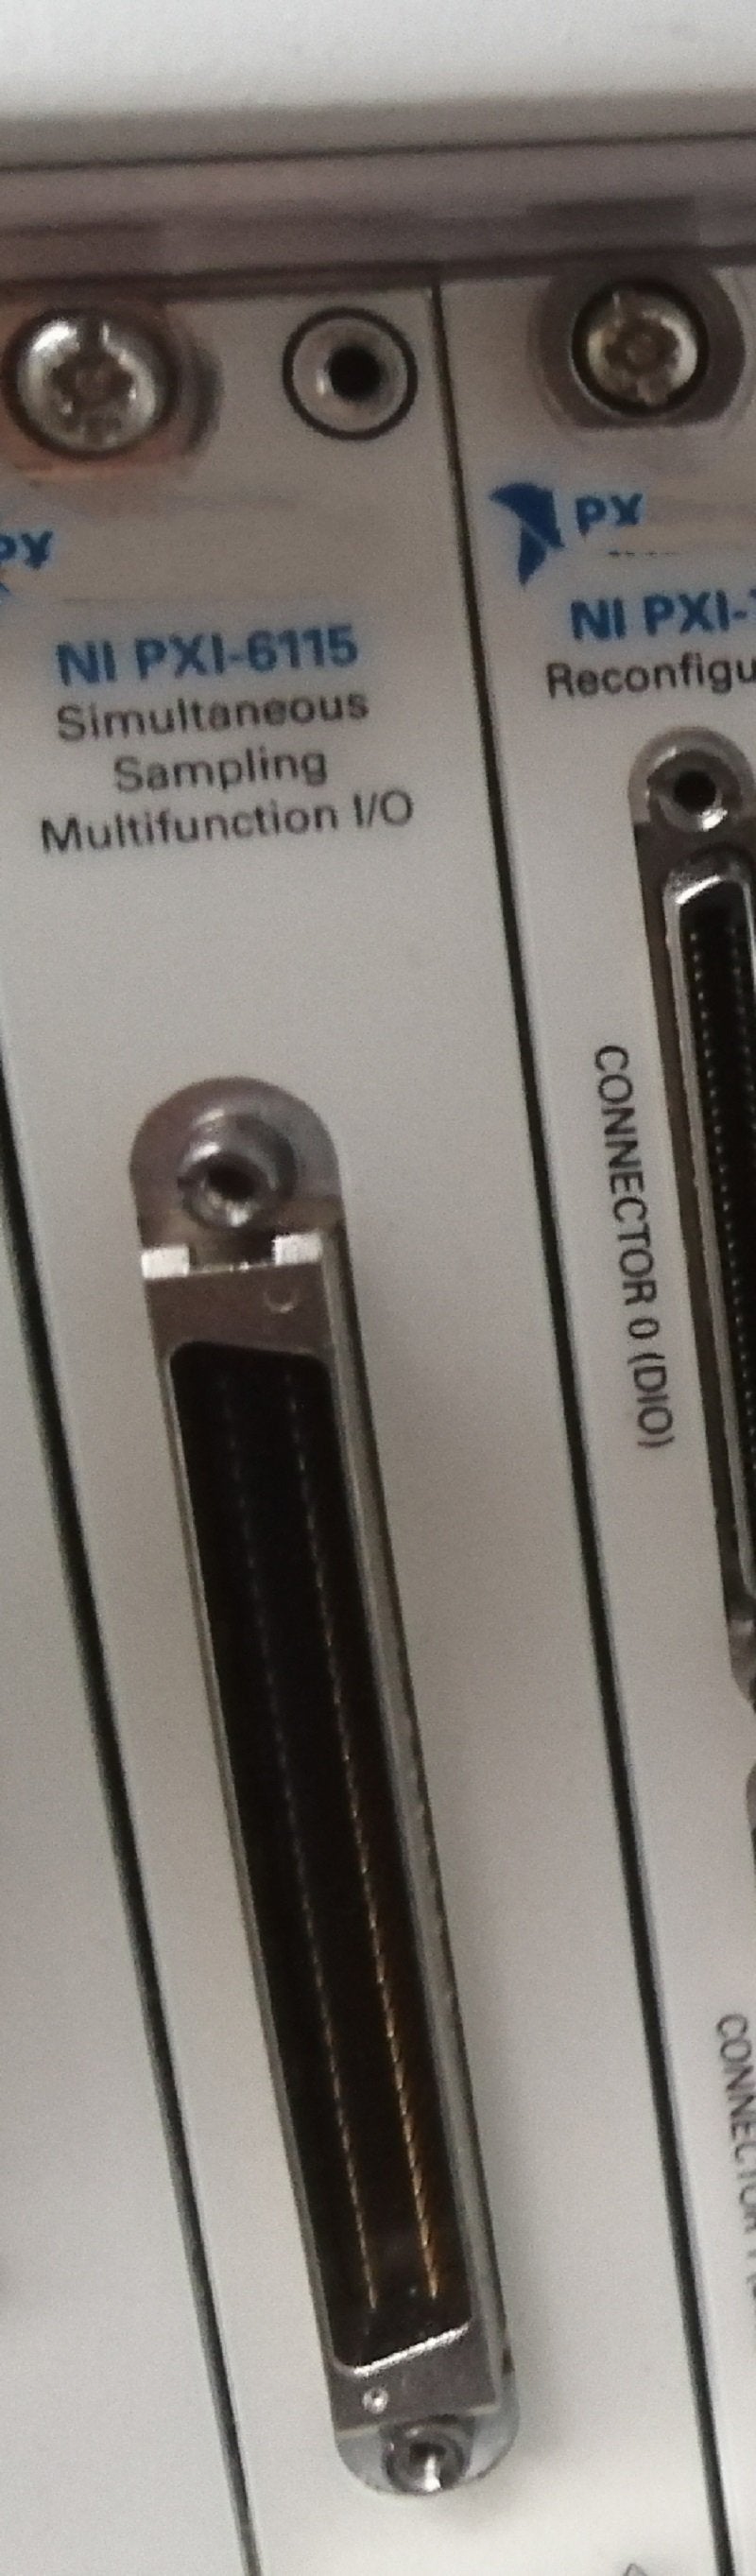 NI PXI-6115
Simultaneous
Sampling
Multifunction I/O
NI PXI-
Reconfigu
CONNECTOR 0 (DIO)